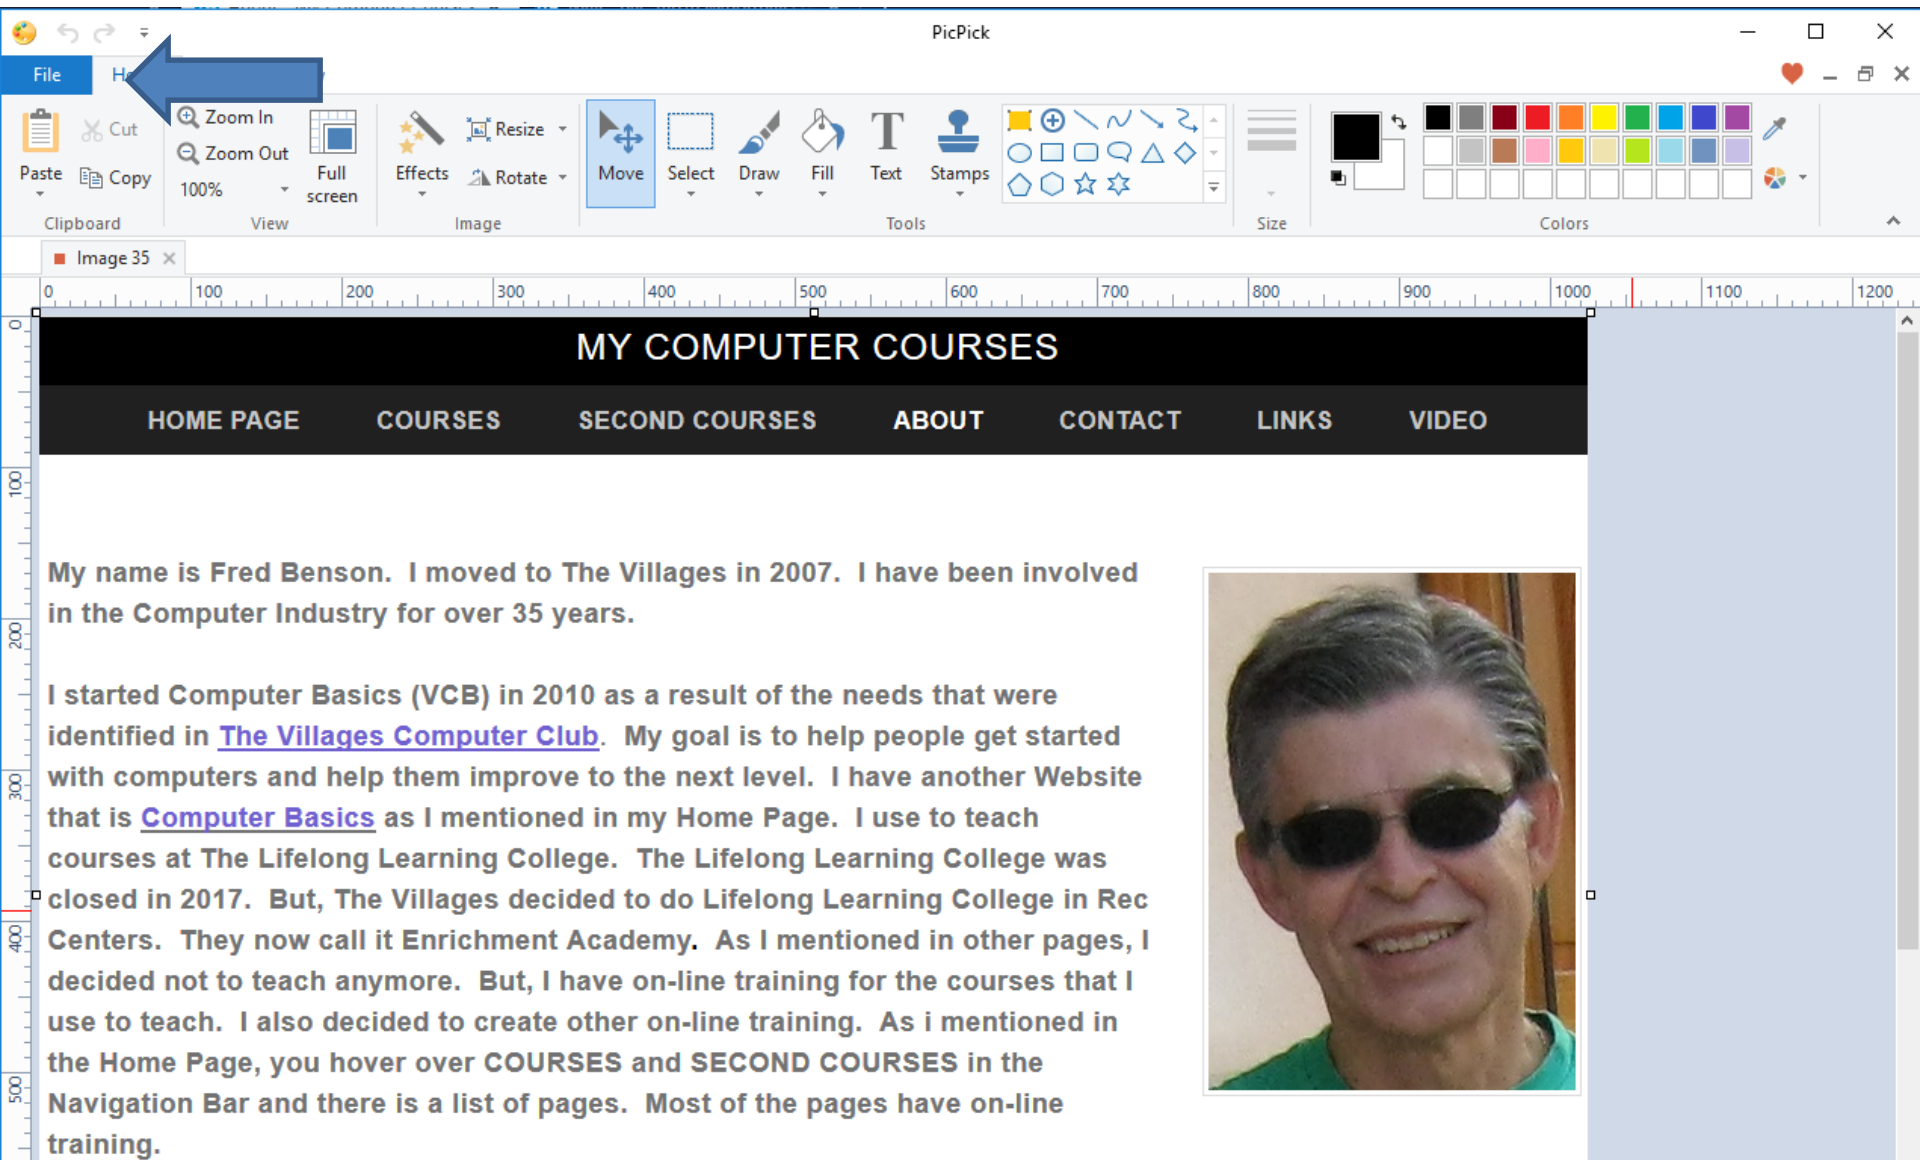 PicPick
File
Zoom In
Cut
Zoom Out
Resize
Paste
Copy
100%
Full
screen
Effects
Rotate
Move
Select
Draw
Fill
Text
Stamps
Clipboard
View
Image
Tools
Size
Colors
Image 35
0 100 200 300 400 500 600 700 800 900 1000 1100 1200
0
100
200
300
400
500
MY COMPUTER COURSES
HOME PAGE COURSES SECOND COURSES ABOUT CONTACT LINKS VIDEO
My name is Fred Benson. I moved to The Villages in 2007. I have been involved
in the Computer Industry for over 35 years.
I started Computer Basics (VCB) in 2010 as a result of the needs that were
identified in The Villages Computer Club. My goal is to help people get started
with computers and help them improve to the next level. I have another Website
that is Computer Basics as I mentioned in my Home Page. I use to teach
courses at The Lifelong Learning College. The Lifelong Learning College was
closed in 2017. But, The Villages decided to do Lifelong Learning College in Rec
Centers. They now call it Enrichment Academy. As I mentioned in other pages, I
decided not to teach anymore. But, I have on-line training for the courses that I
use to teach. I also decided to create other on-line training. As i mentioned in
the Home Page, you hover over COURSES and SECOND COURSES in the
Navigation Bar and there is a list of pages. Most of the pages have on-line
training.